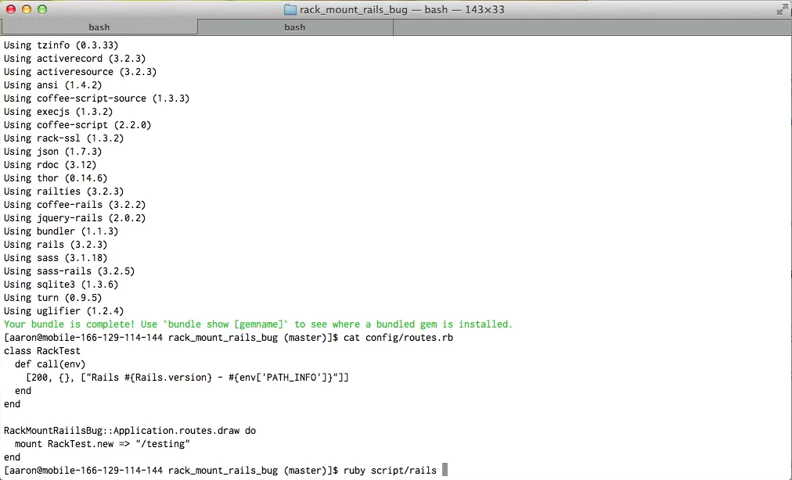 rack_mount_rails_bug — bash — 143×33
bash
bash
Using tzinfo (0.3.33)
Using activerecord (3.2.3)
Using activeresource (3.2.3)
Using ansi (1.4.2)
Using coffee-script-source (1.3.3)
Using execjs (1.3.2)
Using coffee-script (2.2.0)
Using rack-ssl (1.3.2)
Using json (1.7.3)
Using rdoc (3.12)
Using thor (0.14.6)
Using railties (3.2.3)
Using coffee-rails (3.2.2)
Using jquery-rails (2.0.2)
Using bundler (1.1.3)
Using rails (3.2.3)
Using sass (3.1.18)
Using sass-rails (3.2.5)
Using sqlite3 (1.3.6)
Using turn (0.9.5)
Using uglifier (1.2.4)
Your bundle is complete! Use `bundle show [gemname]` to see where a bundled gem is installed.
[aaron@mobile-166-129-114-144 rack_mount_rails_bug (master)]$ cat config/routes.rb
class RackTest
  def call(env)
    [200, {}, ["Rails #{Rails.version} - #{env['PATH_INFO']}"]]
  end
end

RackMountRaiilsBug::Application.routes.draw do
  mount RackTest.new => "/testing"
end
[aaron@mobile-166-129-114-144 rack_mount_rails_bug (master)]$ ruby script/rails